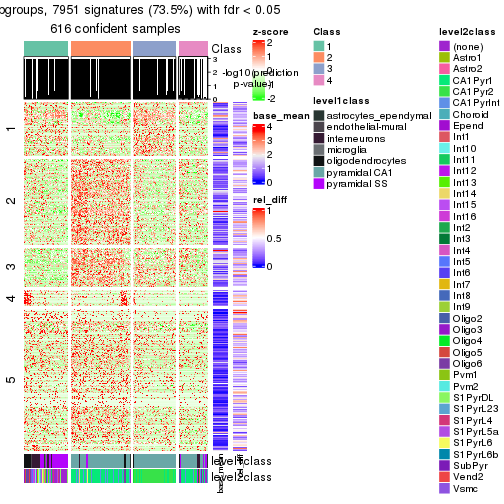 ogroups, 7951 signatures (73.5%) with fdr < 0.05
616 confident samples
Class
3
2
1
0
-log10(prediction
p-value)
1
2
3
4
5
level1class
level2class
base_mean
rel_diff
z-score
2
1
0
-1
-2
base_mean
4
3
2
1
0
rel_diff
1
0.5
0
Class
1
2
3
4
level1class
astrocytes_ependymal
endothelial-mural
interneurons
microglia
oligodendrocytes
pyramidal CA1
pyramidal SS
level2class
(none)
Astro1
Astro2
CA1Pyr1
CA1Pyr2
CA1PyrInt
Choroid
Epend
Int1
Int10
Int11
Int12
Int13
Int14
Int15
Int16
Int2
Int3
Int4
Int5
Int6
Int7
Int8
Int9
Oligo2
Oligo3
Oligo4
Oligo5
Oligo6
Pvm1
Pvm2
S1PyrDL
S1PyrL23
S1PyrL4
S1PyrL5a
S1PyrL6
S1PyrL6b
SubPyr
Vend2
Vsmc